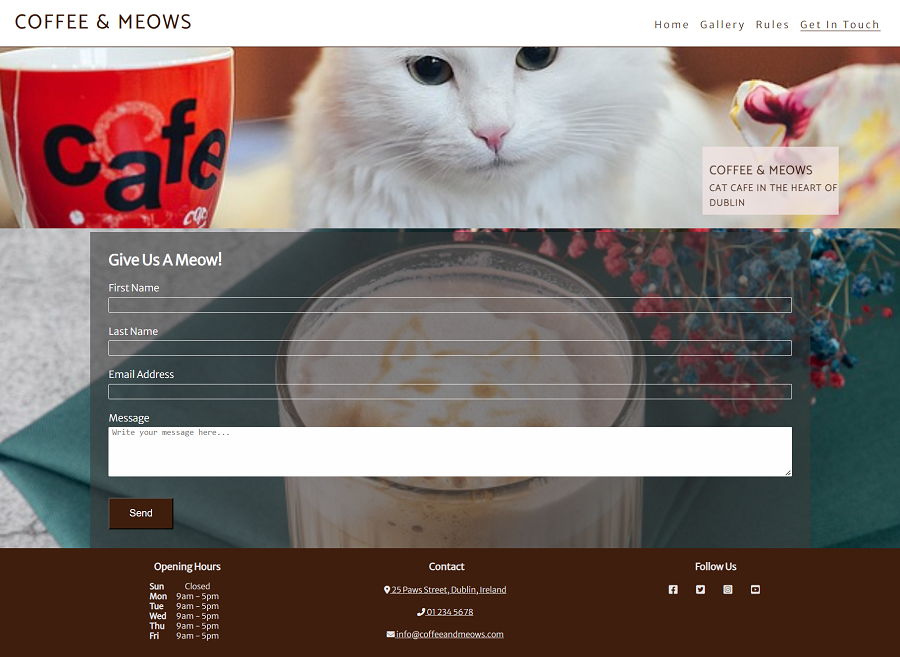 COFFEE & MEOWS
Home Gallery Rules Get In Touch
cafe
cafe
COFFEE & MEOWS
CAT CAFE IN THE HEART OF
DUBLIN
Give Us A Meow!
First Name
Last Name
Email Address
Message
Write your message here...
Send
Opening Hours
Sun Closed
Mon 9am - 5pm
Tue 9am - 5pm
Wed 9am - 5pm
Thu 9am - 5pm
Fri 9am - 5pm
Contact
25 Paws Street, Dublin, Ireland
01 234 5678
info@coffeeandmeows.com
Follow Us